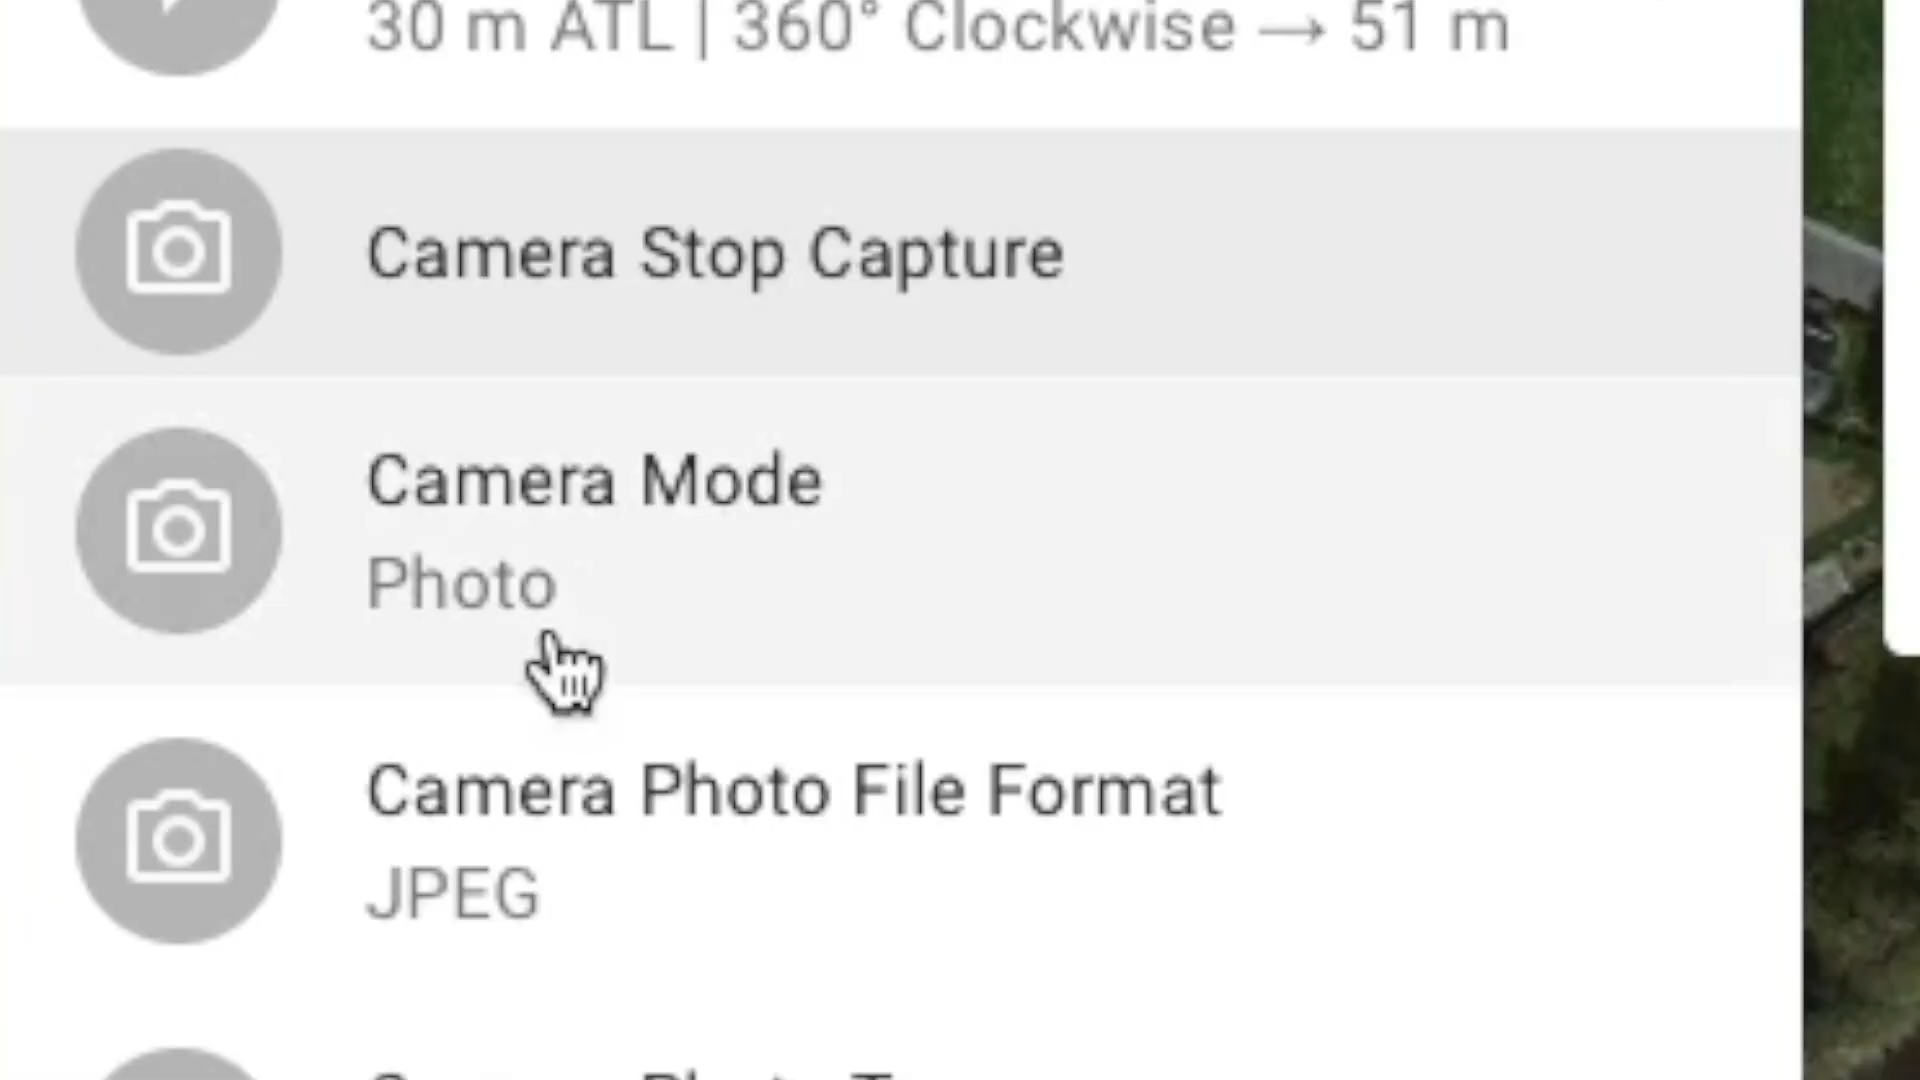 30 m ATL | 360° Clockwise → 51 m
Camera Stop Capture
Camera Mode
Photo
Camera Photo File Format
JPEG